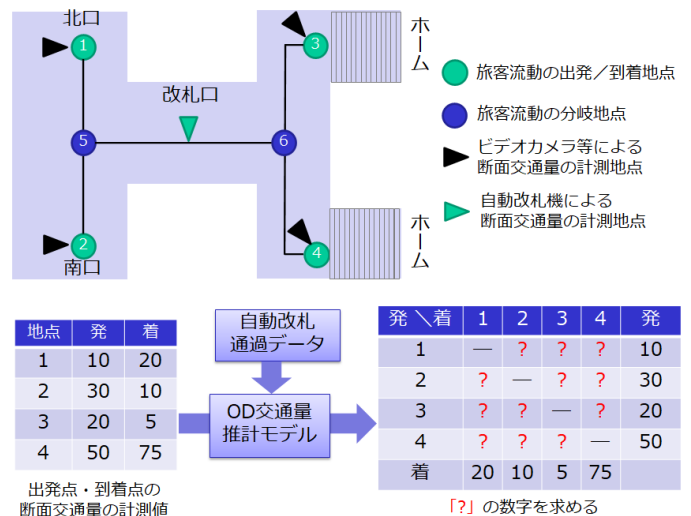 北口
1
3
ホーム
旅客流動の出発/到着地点
改札口
旅客流動の分岐地点
5
6
ビデオカメラ等による
断面交通量の計測地点
自動改札機による
断面交通量の計測地点
2
4
南口
ホーム
地点 発 着
1 10 20
2 30 10
3 20 5
4 50 75
出発点・到着点の
断面交通量の計測値
自動改札
通過データ
OD交通量
推計モデル
発\着 1 2 3 4 発
1 — ? ? ? 10
2 ? — ? ? 30
3 ? ? — ? 20
4 ? ? ? — 50
着 20 10 5 75
「?」の数字を求める